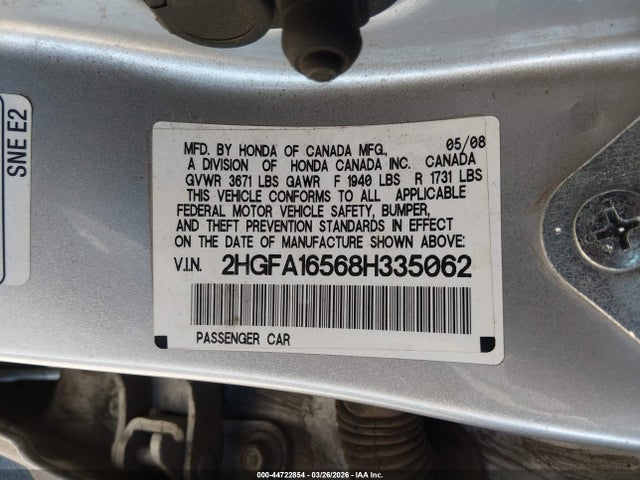 SNE E2
MFD. BY HONDA OF CANADA MFG., 05/08
A DIVISION OF HONDA CANADA INC. CANADA
GVWR 3671 LBS GAWR F 1940 LBS R 1731 LBS
THIS VEHICLE CONFORMS TO ALL APPLICABLE
FEDERAL MOTOR VEHICLE SAFETY, BUMPER,
AND THEFT PREVENTION STANDARDS IN EFFECT
ON THE DATE OF MANUFACTURE SHOWN ABOVE:
V.I.N. 2HGFA16568H335062
PASSENGER CAR
000-44722854 | 03/26/2026 | IAA Inc.